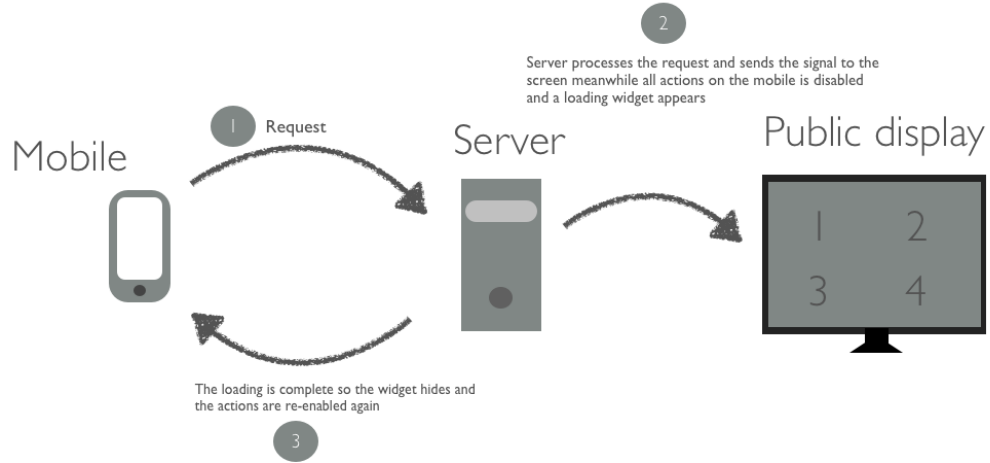 2
Server processes the request and sends the signal to the
screen meanwhile all actions on the mobile is disabled
and a loading widget appears
1 Request
Mobile
Server
Public display
1 2
3 4
The loading is complete so the widget hides and
the actions are re-enabled again
3